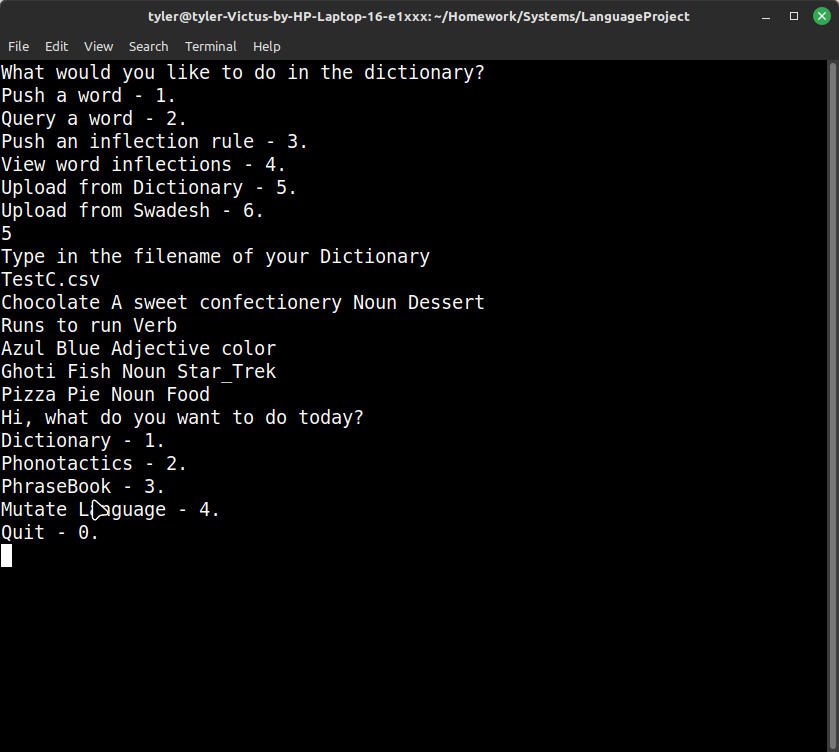 tyler@tyler-Victus-by-HP-Laptop-16-e1xxx: ~/Homework/Systems/LanguageProject
File Edit View Search Terminal Help
What would you like to do in the dictionary?
Push a word - 1.
Query a word - 2.
Push an inflection rule - 3.
View word inflections - 4.
Upload from Dictionary - 5.
Upload from Swadesh - 6.
5
Type in the filename of your Dictionary
TestC.csv
Chocolate A sweet confectionery Noun Dessert
Runs to run Verb
Azul Blue Adjective color
Ghoti Fish Noun Star_Trek
Pizza Pie Noun Food
Hi, what do you want to do today?
Dictionary - 1.
Phonotactics - 2.
PhraseBook - 3.
Mutate Language - 4.
Quit - 0.